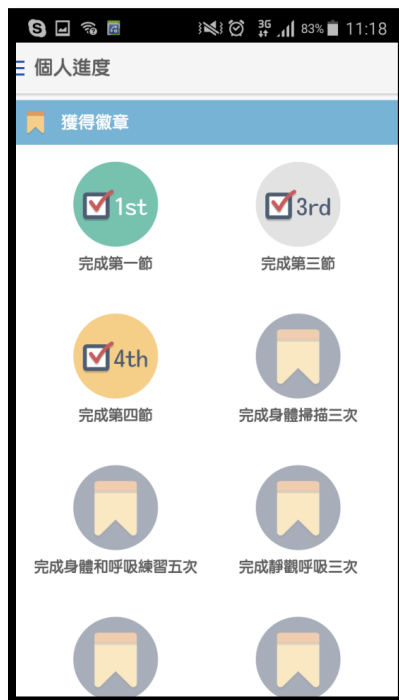 3G 83% 11:18
個人進度
獲得徽章
1st 3rd
完成第一節 完成第三節
4th
完成第四節 完成身體掃描三次
完成身體和呼吸練習五次 完成靜觀呼吸三次